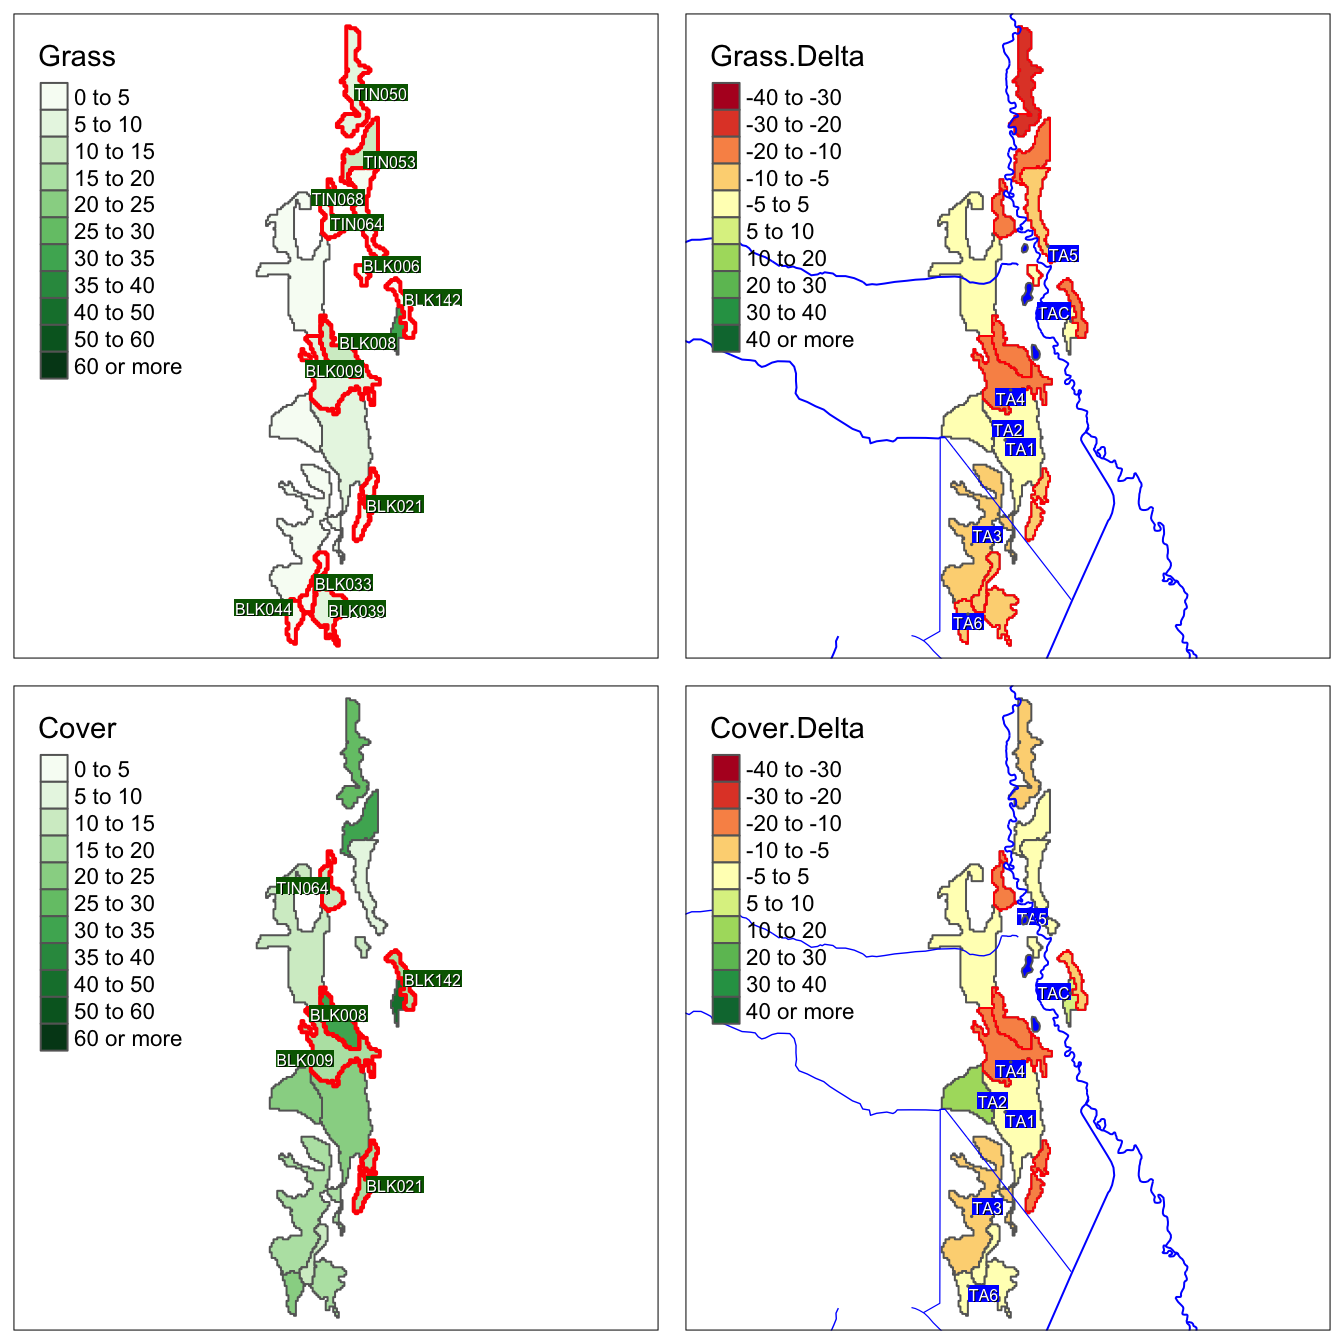 Grass
0 to 5
5 to 10
10 to 15
15 to 20
20 to 25
25 to 30
30 to 35
35 to 40
40 to 50
50 to 60
60 or more
TIN050
TIN053
TIN068
TIN064
BLK006
BLK142
BLK008
BLK009
BLK021
BLK033
BLK044
BLK039
Grass.Delta
-40 to -30
-30 to -20
-20 to -10
-10 to -5
-5 to 5
5 to 10
10 to 20
20 to 30
30 to 40
40 or more
TA5
TAC
TA4
TA2
TA1
TA3
TA6
Cover
0 to 5
5 to 10
10 to 15
15 to 20
20 to 25
25 to 30
30 to 35
35 to 40
40 to 50
50 to 60
60 or more
TIN064
BLK142
BLK008
BLK009
BLK021
Cover.Delta
-40 to -30
-30 to -20
-20 to -10
-10 to -5
-5 to 5
5 to 10
10 to 20
20 to 30
30 to 40
40 or more
TA5
TAC
TA4
TA2
TA1
TA3
TA6